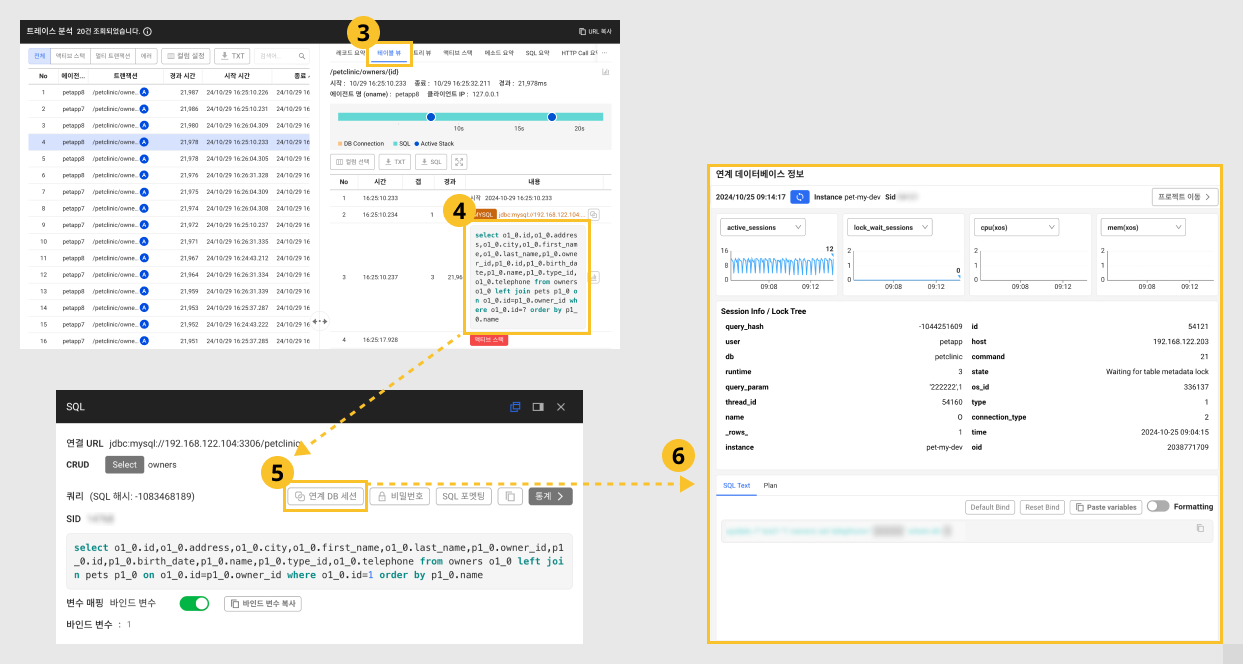 트레이스 분석 20건 조회되었습니다.
URL 복사
3
전체 액티브 스택 멀티 트랜잭션 에러
컬럼 설정
TXT
검색어
No 에이전... 트랜잭션 경과 시간 시작 시간 종료
1 petapp8 /petclinic/owne.. A 21,987 24/10/29 16:25:10.226 24/10/29 16
2 petapp7 /petclinic/owne.. A 21,986 24/10/29 16:25:10.231 24/10/29 16
3 petapp8 /petclinic/owne.. A 21,980 24/10/29 16:26:04.309 24/10/29 16
4 petapp8 /petclinic/owne.. A 21,978 24/10/29 16:25:10.233 24/10/29 16
5 petapp8 /petclinic/owne.. A 21,978 24/10/29 16:26:04.305 24/10/29 16
6 petapp8 /petclinic/owne.. A 21,976 24/10/29 16:26:31.328 24/10/29 16
7 petapp7 /petclinic/owne.. A 21,975 24/10/29 16:26:04.309 24/10/29 16
8 petapp7 /petclinic/owne.. A 21,974 24/10/29 16:26:04.308 24/10/29 16
9 petapp7 /petclinic/owne.. A 21,972 24/10/29 16:25:10.237 24/10/29 16
10 petapp7 /petclinic/owne.. A 21,971 24/10/29 16:26:31.335 24/10/29 16
11 petapp8 /petclinic/owne.. A 21,967 24/10/29 16:24:43.212 24/10/29 16
12 petapp7 /petclinic/owne.. A 21,964 24/10/29 16:26:31.334 24/10/29 16
13 petapp8 /petclinic/owne.. A 21,959 24/10/29 16:26:31.339 24/10/29 16
14 petapp8 /petclinic/owne.. A 21,953 24/10/29 16:25:37.287 24/10/29 16
15 petapp7 /petclinic/owne.. A 21,952 24/10/29 16:24:43.222 24/10/29 16
16 petapp7 /petclinic/owne.. A 21,951 24/10/29 16:25:37.285 24/10/29 16
레코드 요약 테이블 뷰 트리 뷰 액티브 스택 메소드 요약 SQL 요약 HTTP Call 요약 ...
/petclinic/owners/{id}
시작 : 10/29 16:25:10.233 종료 : 10/29 16:25:32.211 경과 : 21,978ms
에이전트 명 (oname) : petapp8 클라이언트 IP : 127.0.0.1
10s 15s 20s
DB Connection SQL Active Stack
컬럼 선택 TXT SQL
No 시간 갭 경과 내용
1 16:25:10.233 시작 2024-10-29 16:25:10.233
4
2 16:25:10.234 1 MYSQL jdbc:mysql://192.168.122.104...
3 16:25:10.237 3 21,96
select o1_0.id,o1_0.addres
s,o1_0.city,o1_0.first_nam
e,o1_0.last_name,p1_0.owne
r_id,p1_0.id,p1_0.birth_da
te,p1_0.name,p1_0.type_id,
o1_0.telephone from owners
o1_0 left join pets p1_0 o
n o1_0.id=p1_0.owner_id wh
ere o1_0.id=? order by p1_
0.name
4 16:25:17.928 액티브 스택
SQL
연결 URL jdbc:mysql://192.168.122.104:3306/petclinic
CRUD Select owners
5
쿼리 (SQL 해시: -1083468189)
연계 DB 세션 비밀번호 SQL 포맷팅 통계
SID
select o1_0.id,o1_0.address,o1_0.city,o1_0.first_name,o1_0.last_name,p1_0.owner_id,p1
_0.id,p1_0.birth_date,p1_0.name,p1_0.type_id,o1_0.telephone from owners o1_0 left joi
n pets p1_0 on o1_0.id=p1_0.owner_id where o1_0.id=1 order by p1_0.name
변수 매핑 바인드 변수 바인드 변수 복사
바인드 변수 : 1
6
연계 데이터베이스 정보
2024/10/25 09:14:17 Instance pet-my-dev Sid
프로젝트 이동
active_sessions
16
8
0
12
09:08 09:12
lock_wait_sessions
2
1
0
0
09:08 09:12
cpu(xos)
2
1
0
09:08 09:12
mem(xos)
2
1
0
09:08 09:12
Session Info / Lock Tree
query_hash -1044251609 id 54121
user petapp host 192.168.122.203
db petclinic command 21
runtime 3 state Waiting for table metadata lock
query_param '222222',1 os_id 336137
thread_id 54160 type 1
name 0 connection_type 2
_rows_ 1 time 2024-10-25 09:04:15
instance pet-my-dev oid 2038771709
SQL Text Plan
Default Bind Reset Bind Paste variables Formatting